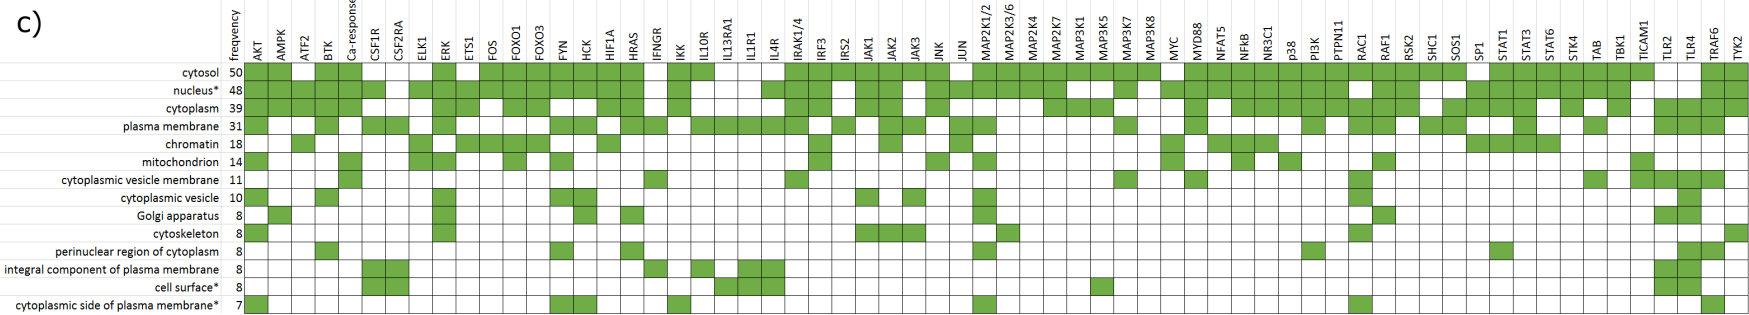 c)
frequency AKT AMPK ATF2 BTK Ca-response CSF1R CSF2RA ELK1 ERK ETS1 FOS FOXO1 FOXO3 FYN HCK HIF1A HRAS IFNGR IKK IL10R IL13RA1 IL1R1 IL4R IRAK1/4 IRF3 IRS2 JAK1 JAK2 JAK3 JNK JUN MAP2K1/2 MAP2K3/6 MAP2K4 MAP2K7 MAP3K1 MAP3K5 MAP3K7 MAP3K8 MYC MYD88 NFAT5 NFKB NR3C1 p38 PI3K PTPN11 RAC1 RAF1 RSK2 SHC1 SOS1 SP1 STAT1 STAT3 STAT6 STK4 TAB TBK1 TICAM1 TLR2 TLR4 TRAF6 TYK2
cytosol 50
nucleus* 48
cytoplasm 39
plasma membrane 31
chromatin 18
mitochondrion 14
cytoplasmic vesicle membrane 11
cytoplasmic vesicle 10
Golgi apparatus 8
cytoskeleton 8
perinuclear region of cytoplasm 8
integral component of plasma membrane 8
cell surface* 8
cytoplasmic side of plasma membrane* 7